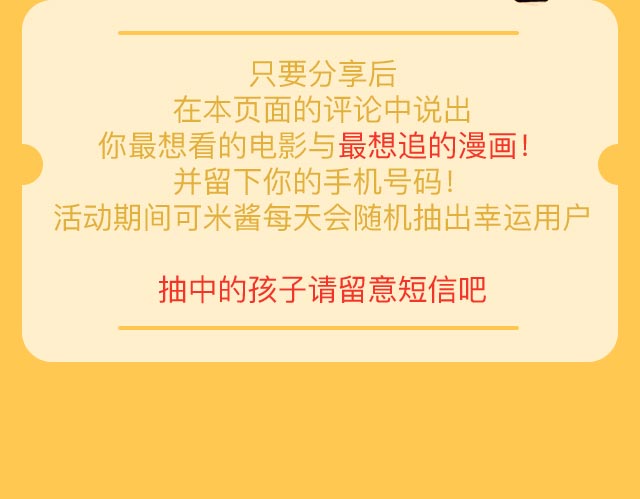 只要分享后
在本页面的评论中说出
你最想看的电影与最想追的漫画！
并留下你的手机号码！
活动期间可米酱每天会随机抽出幸运用户
抽中的孩子请留意短信吧